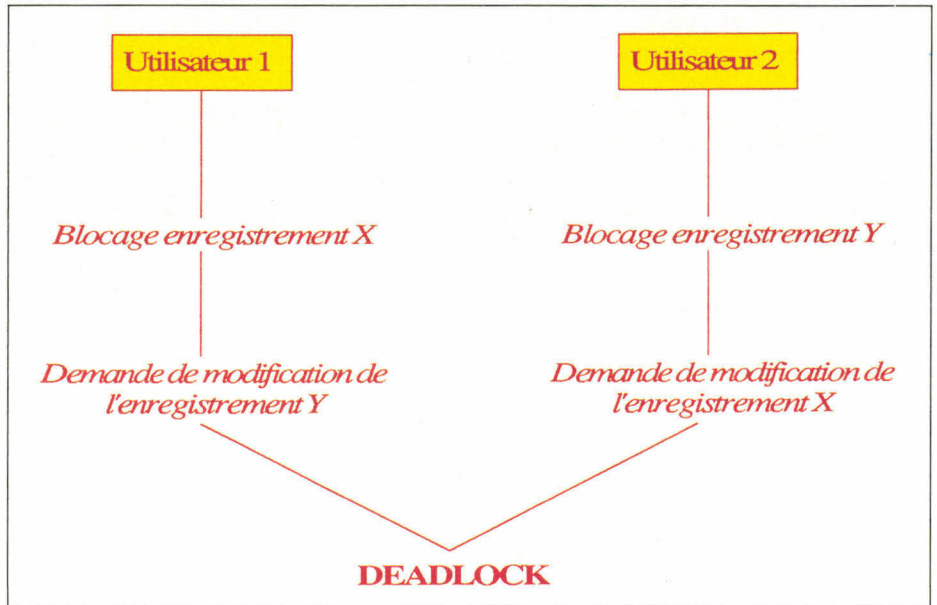 Utilisateur 1
Utilisateur 2
Blocage enregistrement X
Blocage enregistrement Y
Demande de modification de
l'enregistrement Y
Demande de modification de
l'enregistrement X
DEADLOCK